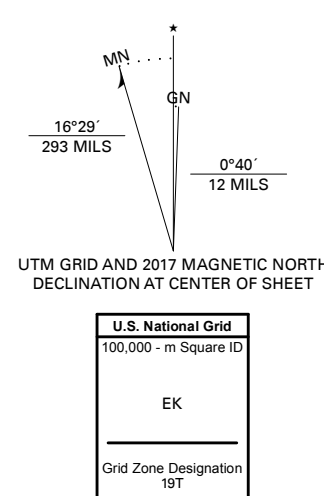 ★
MN
GN
16°29´
293 MILS
0°40´
12 MILS
UTM GRID AND 2017 MAGNETIC NORTH
DECLINATION AT CENTER OF SHEET
U.S. National Grid
100,000 - m Square ID
EK
Grid Zone Designation
19T